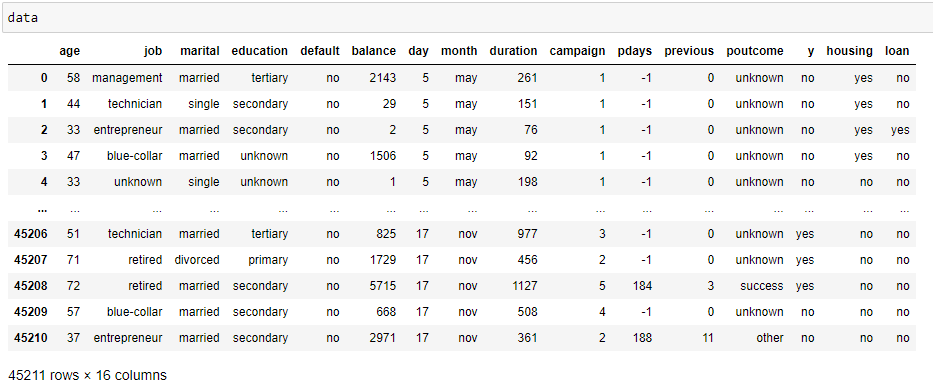 data
age job marital education default balance day month duration campaign pdays previous poutcome y housing loan
0 58 management married tertiary no 2143 5 may 261 1 -1 0 unknown no yes no
1 44 technician single secondary no 29 5 may 151 1 -1 0 unknown no yes no
2 33 entrepreneur married secondary no 2 5 may 76 1 -1 0 unknown no yes yes
3 47 blue-collar married unknown no 1506 5 may 92 1 -1 0 unknown no yes no
4 33 unknown single unknown no 1 5 may 198 1 -1 0 unknown no no no
... ... ... ... ... ... ... ... ... ... ... ... ... ... ... ... ...
45206 51 technician married tertiary no 825 17 nov 977 3 -1 0 unknown yes no no
45207 71 retired divorced primary no 1729 17 nov 456 2 -1 0 unknown yes no no
45208 72 retired married secondary no 5715 17 nov 1127 5 184 3 success yes no no
45209 57 blue-collar married secondary no 668 17 nov 508 4 -1 0 unknown no no no
45210 37 entrepreneur married secondary no 2971 17 nov 361 2 188 11 other no no no
45211 rows × 16 columns